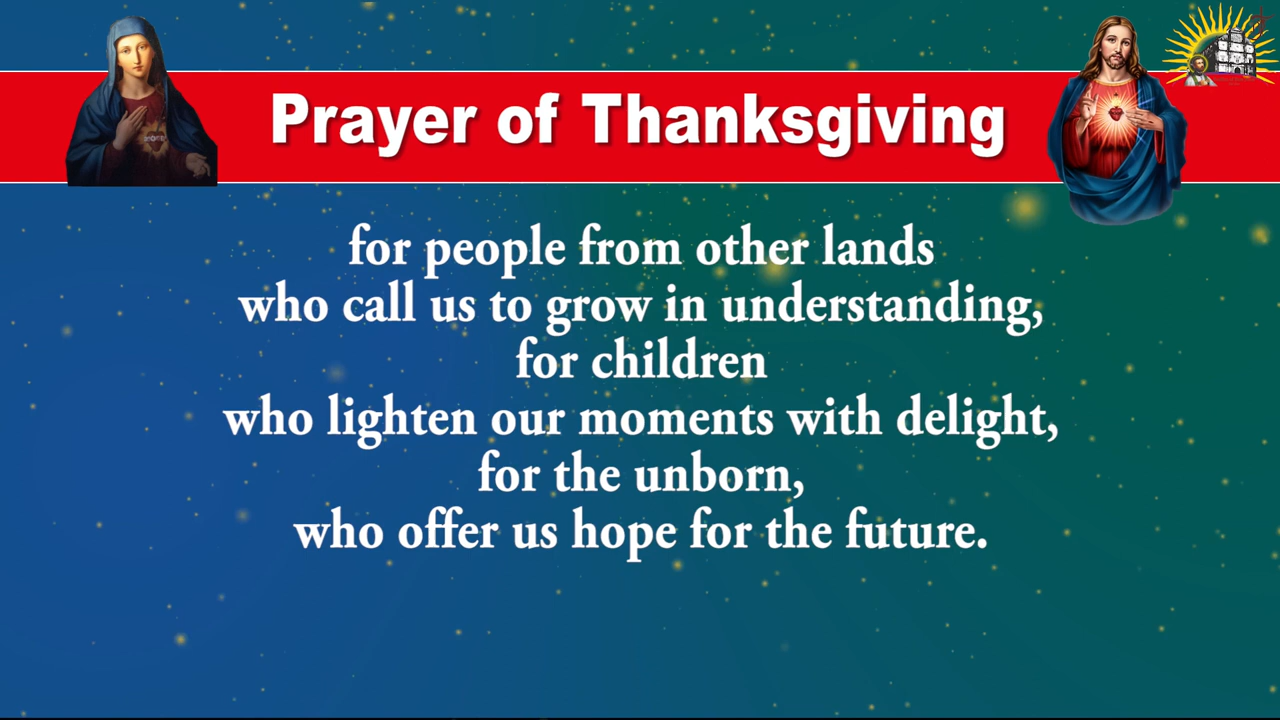 Prayer of Thanksgiving
for people from other lands
who call us to grow in understanding,
for children
who lighten our moments with delight,
for the unborn,
who offer us hope for the future.